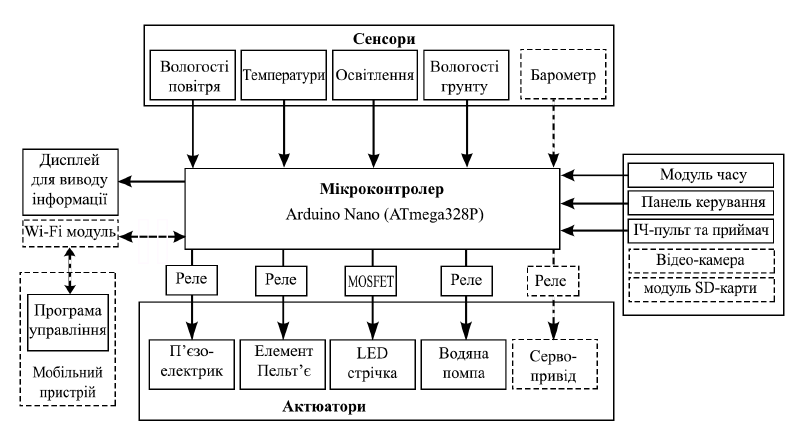 Сенсори
Вологості
повітря
Температури
Освітлення
Вологості
грунту
Барометр
Дисплей
для виводу
інформації
Wi-Fi модуль
Програма
управління
Мобільний
пристрій
Мікроконтролер
Arduino Nano (ATmega328P)
Модуль часу
Панель керування
ІЧ-пульт та приймач
Відео-камера
модуль SD-карти
Реле
Реле
MOSFET
Реле
Реле
П’єзо-
електрик
Елемент
Пельт’є
LED
стрічка
Водяна
помпа
Серво-
привід
Актюатори